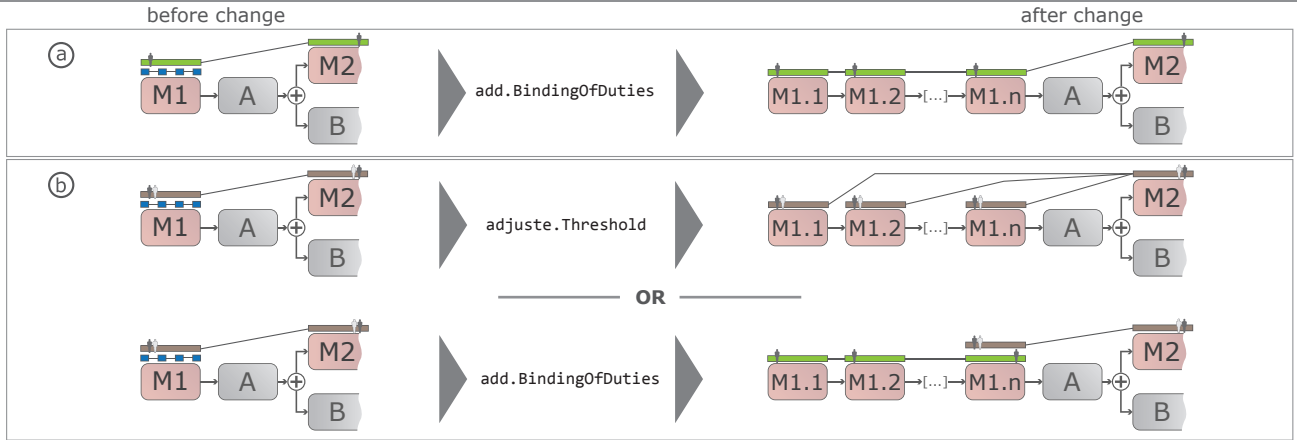 before change after change
a
M1 A M2 B
add.BindingOfDuties
M1.1 M1.2 [...] M1.n A M2 B
b
M1 A M2 B
adjuste.Threshold
M1.1 M1.2 [...] M1.n A M2 B
OR
M1 A M2 B
add.BindingOfDuties
M1.1 M1.2 [...] M1.n A M2 B